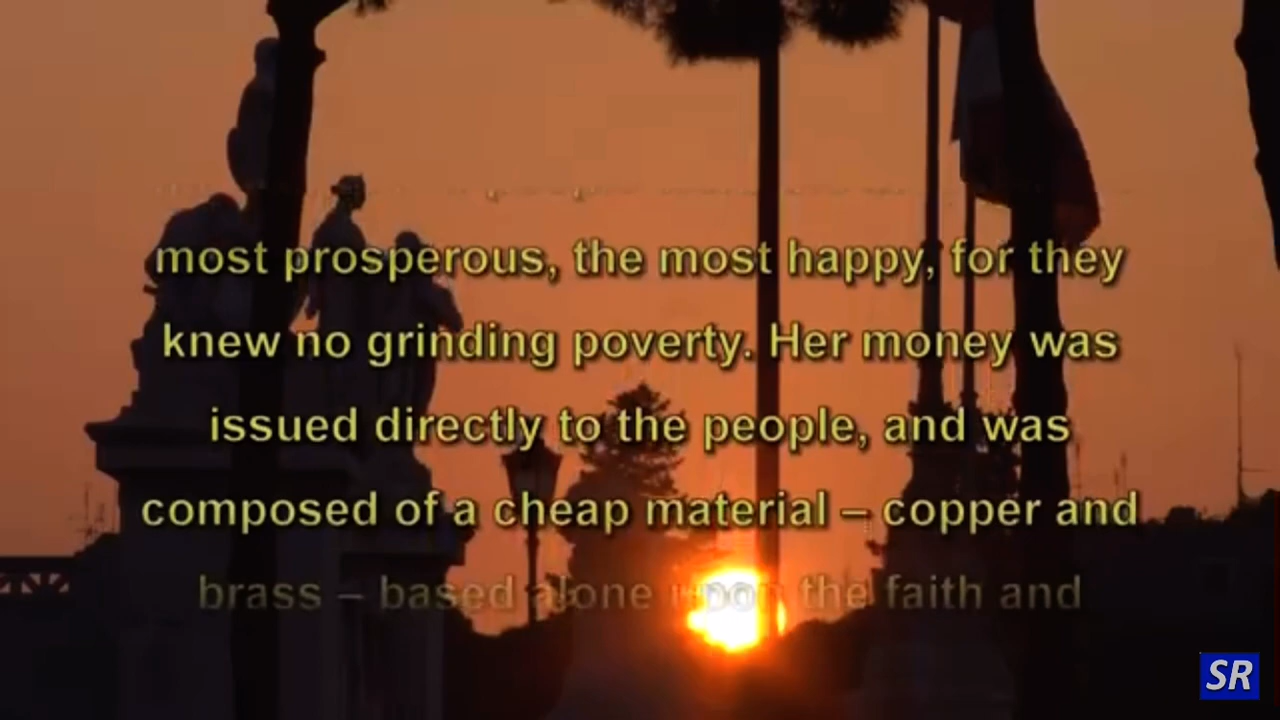 most prosperous, the most happy, for they
knew no grinding poverty. Her money was
issued directly to the people, and was
composed of a cheap material – copper and
brass – based alone upon the faith and
SR